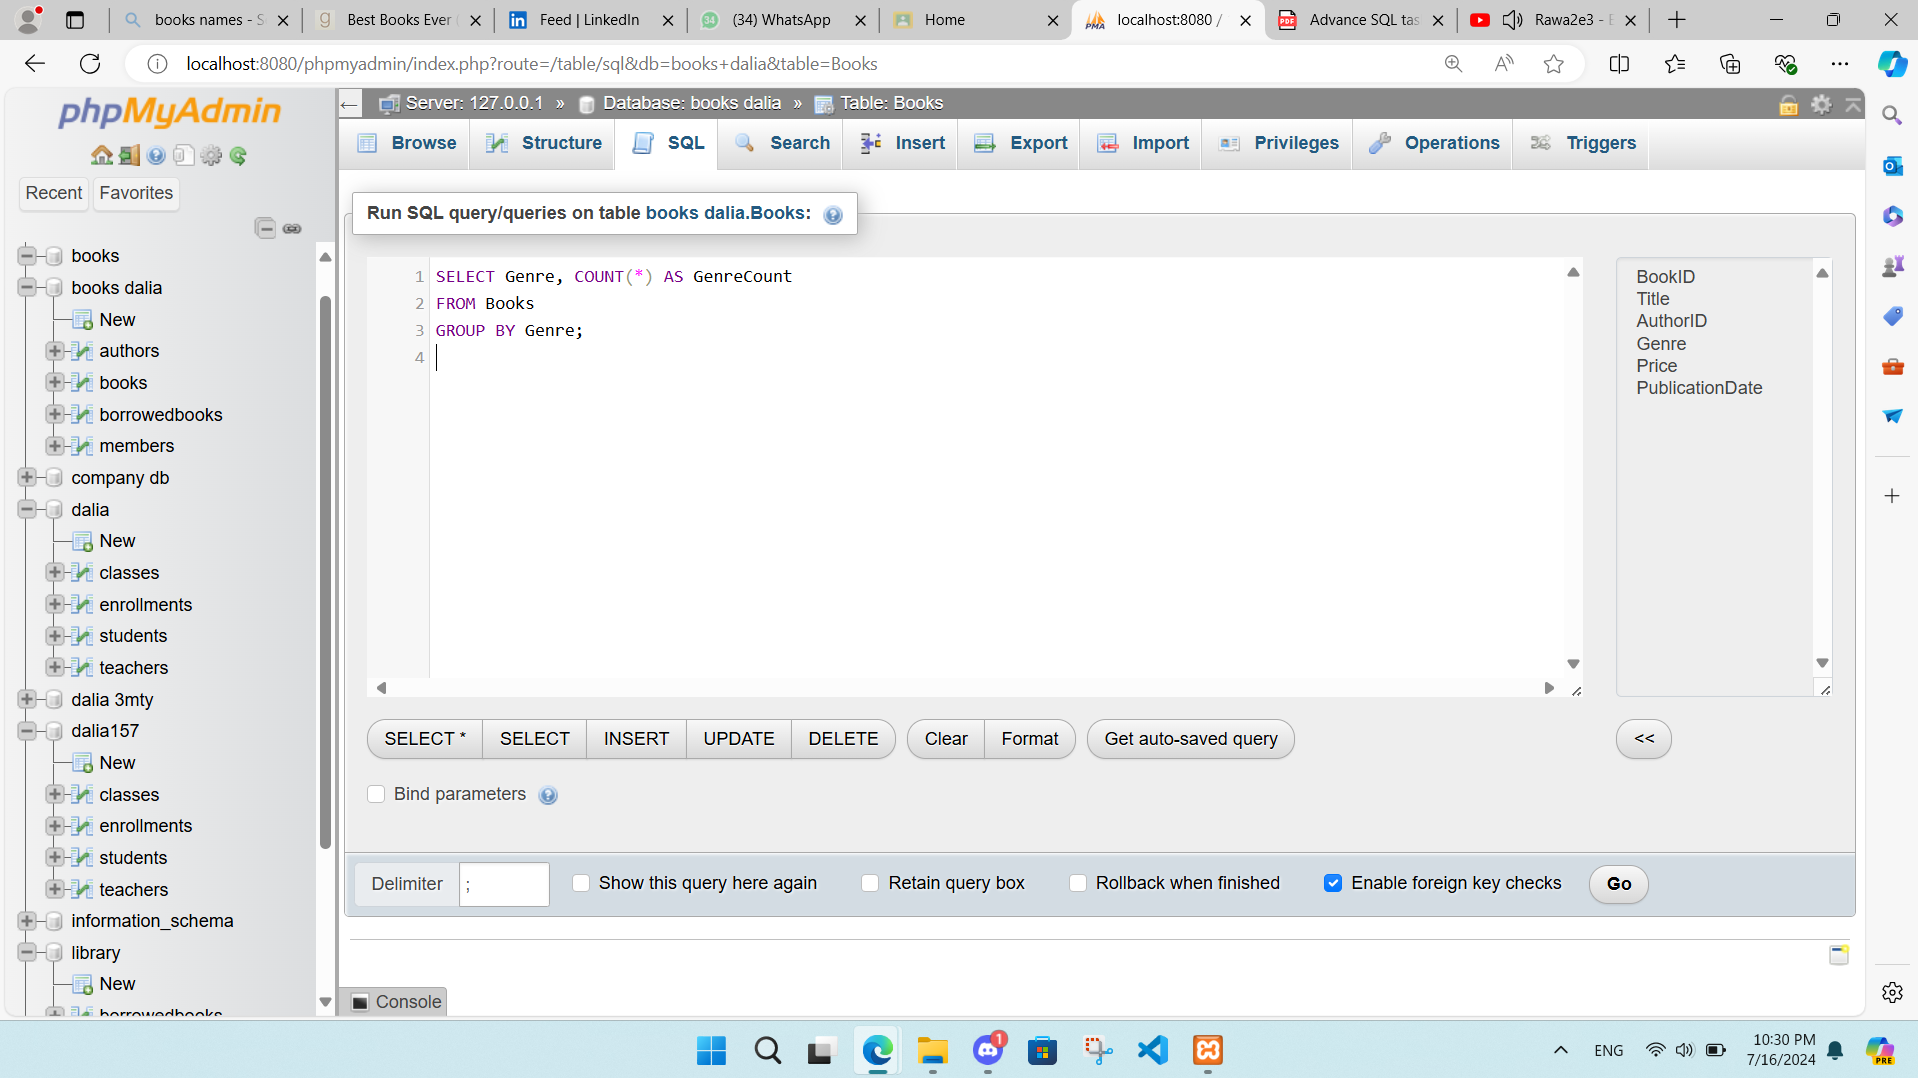 books names - S
Best Books Ever (
Feed | LinkedIn
(34) WhatsApp
Home
localhost:8080 /
Advance SQL tas
Rawa2e3 - E
localhost:8080/phpmyadmin/index.php?route=/table/sql&db=books+dalia&table=Books
phpMyAdmin
Recent
Favorites
books
books dalia
New
authors
books
borrowedbooks
members
company db
dalia
New
classes
enrollments
students
teachers
dalia 3mty
dalia157
New
classes
enrollments
students
teachers
information_schema
library
New
borrowedbooks
Server: 127.0.0.1 » Database: books dalia » Table: Books
Browse
Structure
SQL
Search
Insert
Export
Import
Privileges
Operations
Triggers
Run SQL query/queries on table books dalia.Books:
1 SELECT Genre, COUNT(*) AS GenreCount
2 FROM Books
3 GROUP BY Genre;
4
BookID
Title
AuthorID
Genre
Price
PublicationDate
SELECT *
SELECT
INSERT
UPDATE
DELETE
Clear
Format
Get auto-saved query
<<
Bind parameters
Delimiter
;
Show this query here again
Retain query box
Rollback when finished
Enable foreign key checks
Go
Console
1
ENG
10:30 PM
7/16/2024
PRE